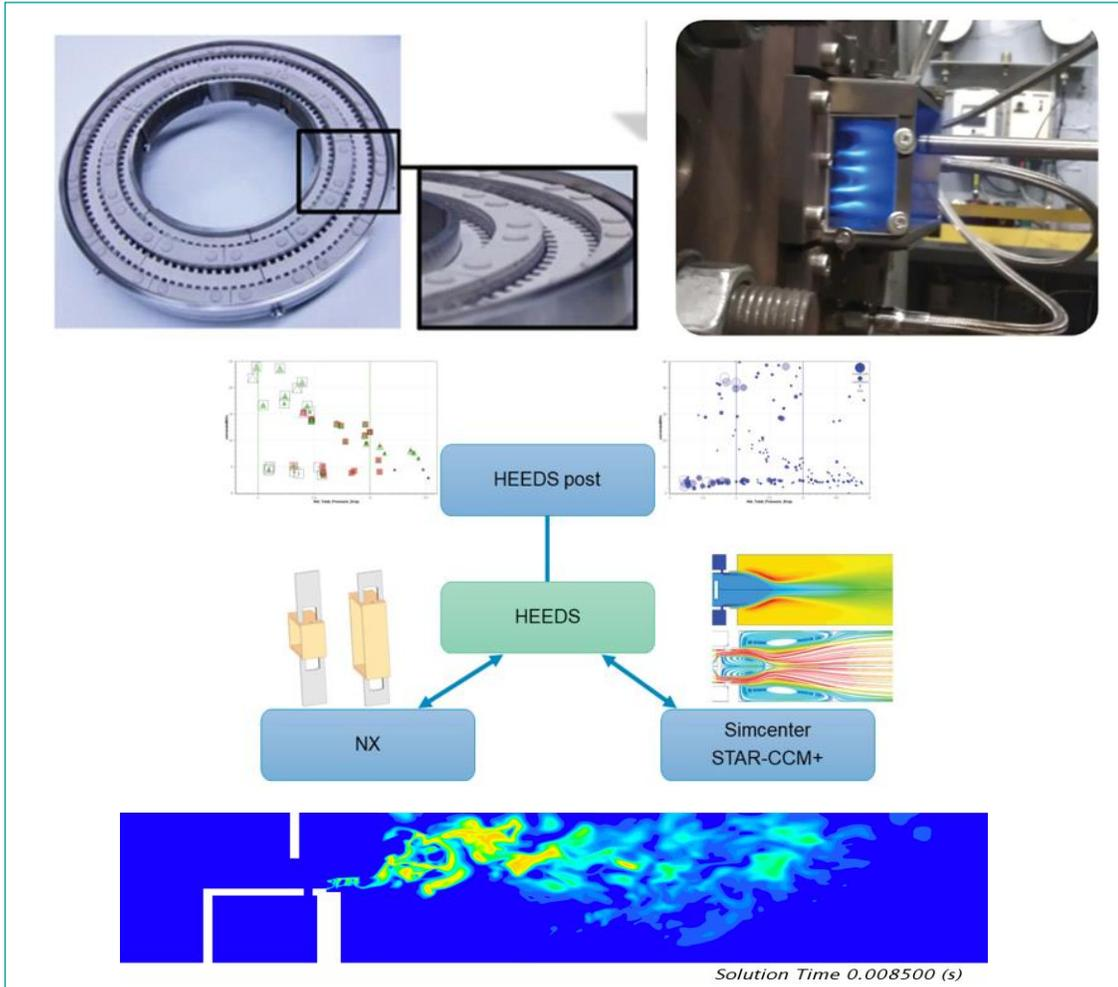 HEEDS post
HEEDS
NX
Simcenter
STAR-CCM+
Solution Time 0.008500 (s)